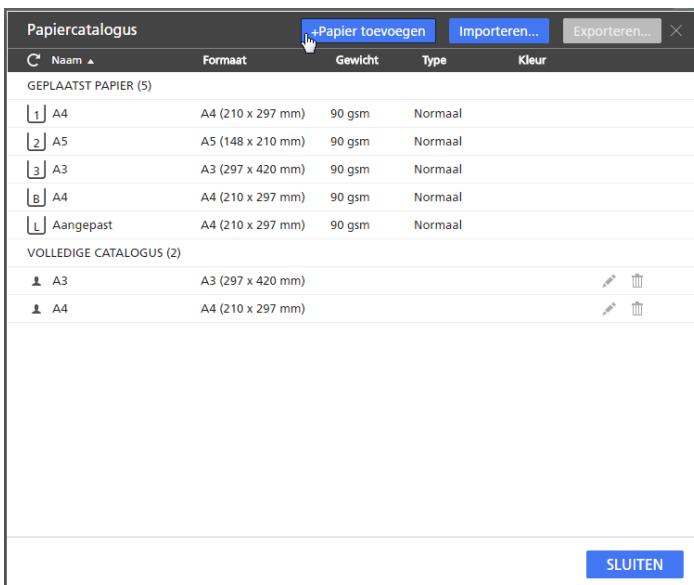 Papiercatalogus +Papier toevoegen Importeren... Exporteren...
Naam Formaat Gewicht Type Kleur
GEPLAATST PAPIER (5)
1 A4 A4 (210 x 297 mm) 90 gsm Normaal
2 A5 A5 (148 x 210 mm) 90 gsm Normaal
3 A3 A3 (297 x 420 mm) 90 gsm Normaal
B A4 A4 (210 x 297 mm) 90 gsm Normaal
L Aangepast A4 (210 x 297 mm) 90 gsm Normaal
VOLLEDIGE CATALOGUS (2)
A3 A3 (297 x 420 mm)
A4 A4 (210 x 297 mm)
SLUITEN